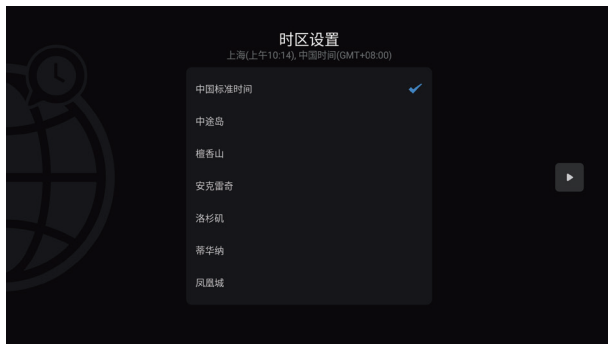 时区设置
上海(上午10:14), 中国时间(GMT+08:00)
中国标准时间
中途岛
檀香山
安克雷奇
洛杉矶
蒂华纳
凤凰城